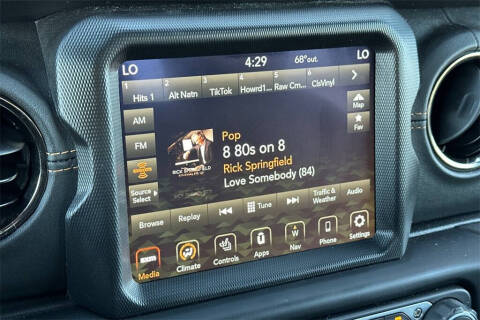 LO 4:29 68°out. LO
1 2 3 4 5 6
Hits 1 Alt Natn TikTok Howrd1... Raw Cm... ClsVinyl
AM
FM
Source
Select
Map
Fav
Pop
8 80s on 8
Rick Springfield
Love Somebody (84)
RICK SPRINGFIELD
Browse Replay Tune Traffic &
Weather Audio
W
Media Climate Controls Apps Nav Phone Settings